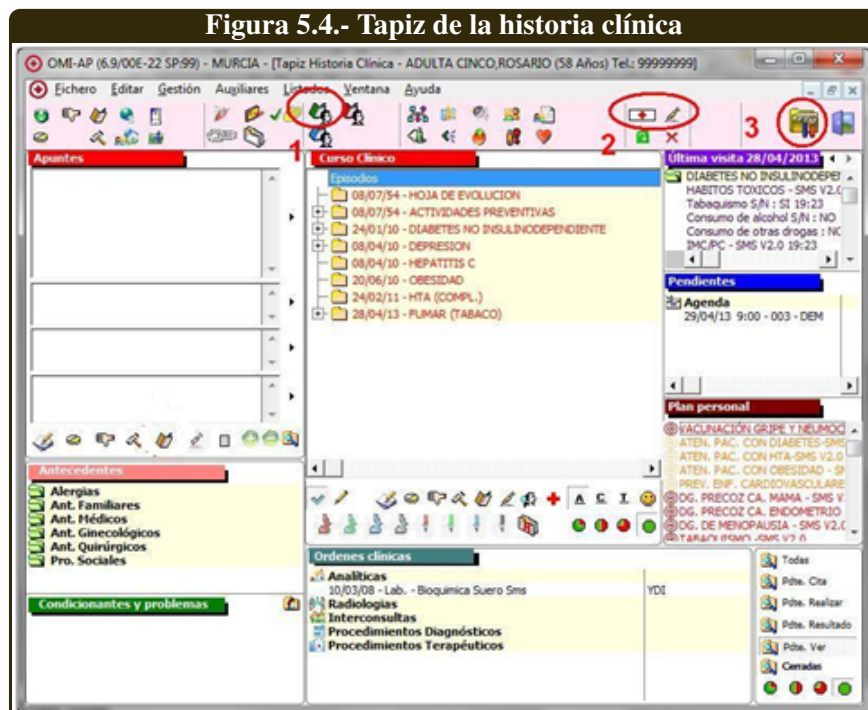 Figura 5.4.- Tapiz de la historia clínica
OMI-AP (6.9/00E-22 SP:99) - MURCIA - [Tapiz Historia Clínica - ADULTA CINCO,ROSARIO (58 Años) Tel.: 99999999]
Fichero Editar Gestión Auxiliares Listados Ventana Ayuda
1
2
3
Apuntes
Curso Clínico
Episodos
08/07/54 - HOJA DE EVOLUCION
08/07/54 - ACTIVIDADES PREVENTIVAS
24/01/10 - DIABETES NO INSULINODEPENDIENTE
08/04/10 - DEPRESION
08/04/10 - HEPATITIS C
20/06/10 - OBESIDAD
24/02/11 - HTA (COMPL.)
28/04/13 - FUMAR (TABACO)
A C I
Última visita 28/04/2013
DIABETES NO INSULINODEPE
HABITOS TOXICOS - SMS V2.0
Tabaquismo S/N : SI 19:23
Consumo de alcohol S/N : NO
Consumo de otras drogas : NO
IMC/PC - SMS V2.0 19:23
Pendientes
Agenda
29/04/13 9:00 - 003 - DEM
Plan personal
VACUNACIÓN GRIPE Y NEUMOC
ATEN. PAC. CON DIABETES-SMS
ATEN. PAC. CON HTA-SMS V2.0
ATEN. PAC. CON OBESIDAD - S
PREV. ENF. CARDIOVASCULARE
DG. PRECOZ CA. MAMA - SMS V
DG. PRECOZ CA. ENDOMETRIO
DG. DE MENOPAUSIA - SMS V2.0
TABAQUISMO -SMS V2.0
Antecedentes
Alergias
Ant. Familiares
Ant. Médicos
Ant. Ginecológicos
Ant. Quirúrgicos
Pro. Sociales
Condicionantes y problemas
Ordenes clínicas
Analíticas
10/03/08 - Lab. - Bioquimica Suero Sms YDI
Radiologias
Interconsultas
Procedimientos Diagnósticos
Procedimientos Terapéuticos
Todas
Pdte. Cita
Pdte. Realizar
Pdte. Resultado
Pdte. Ver
Cerradas